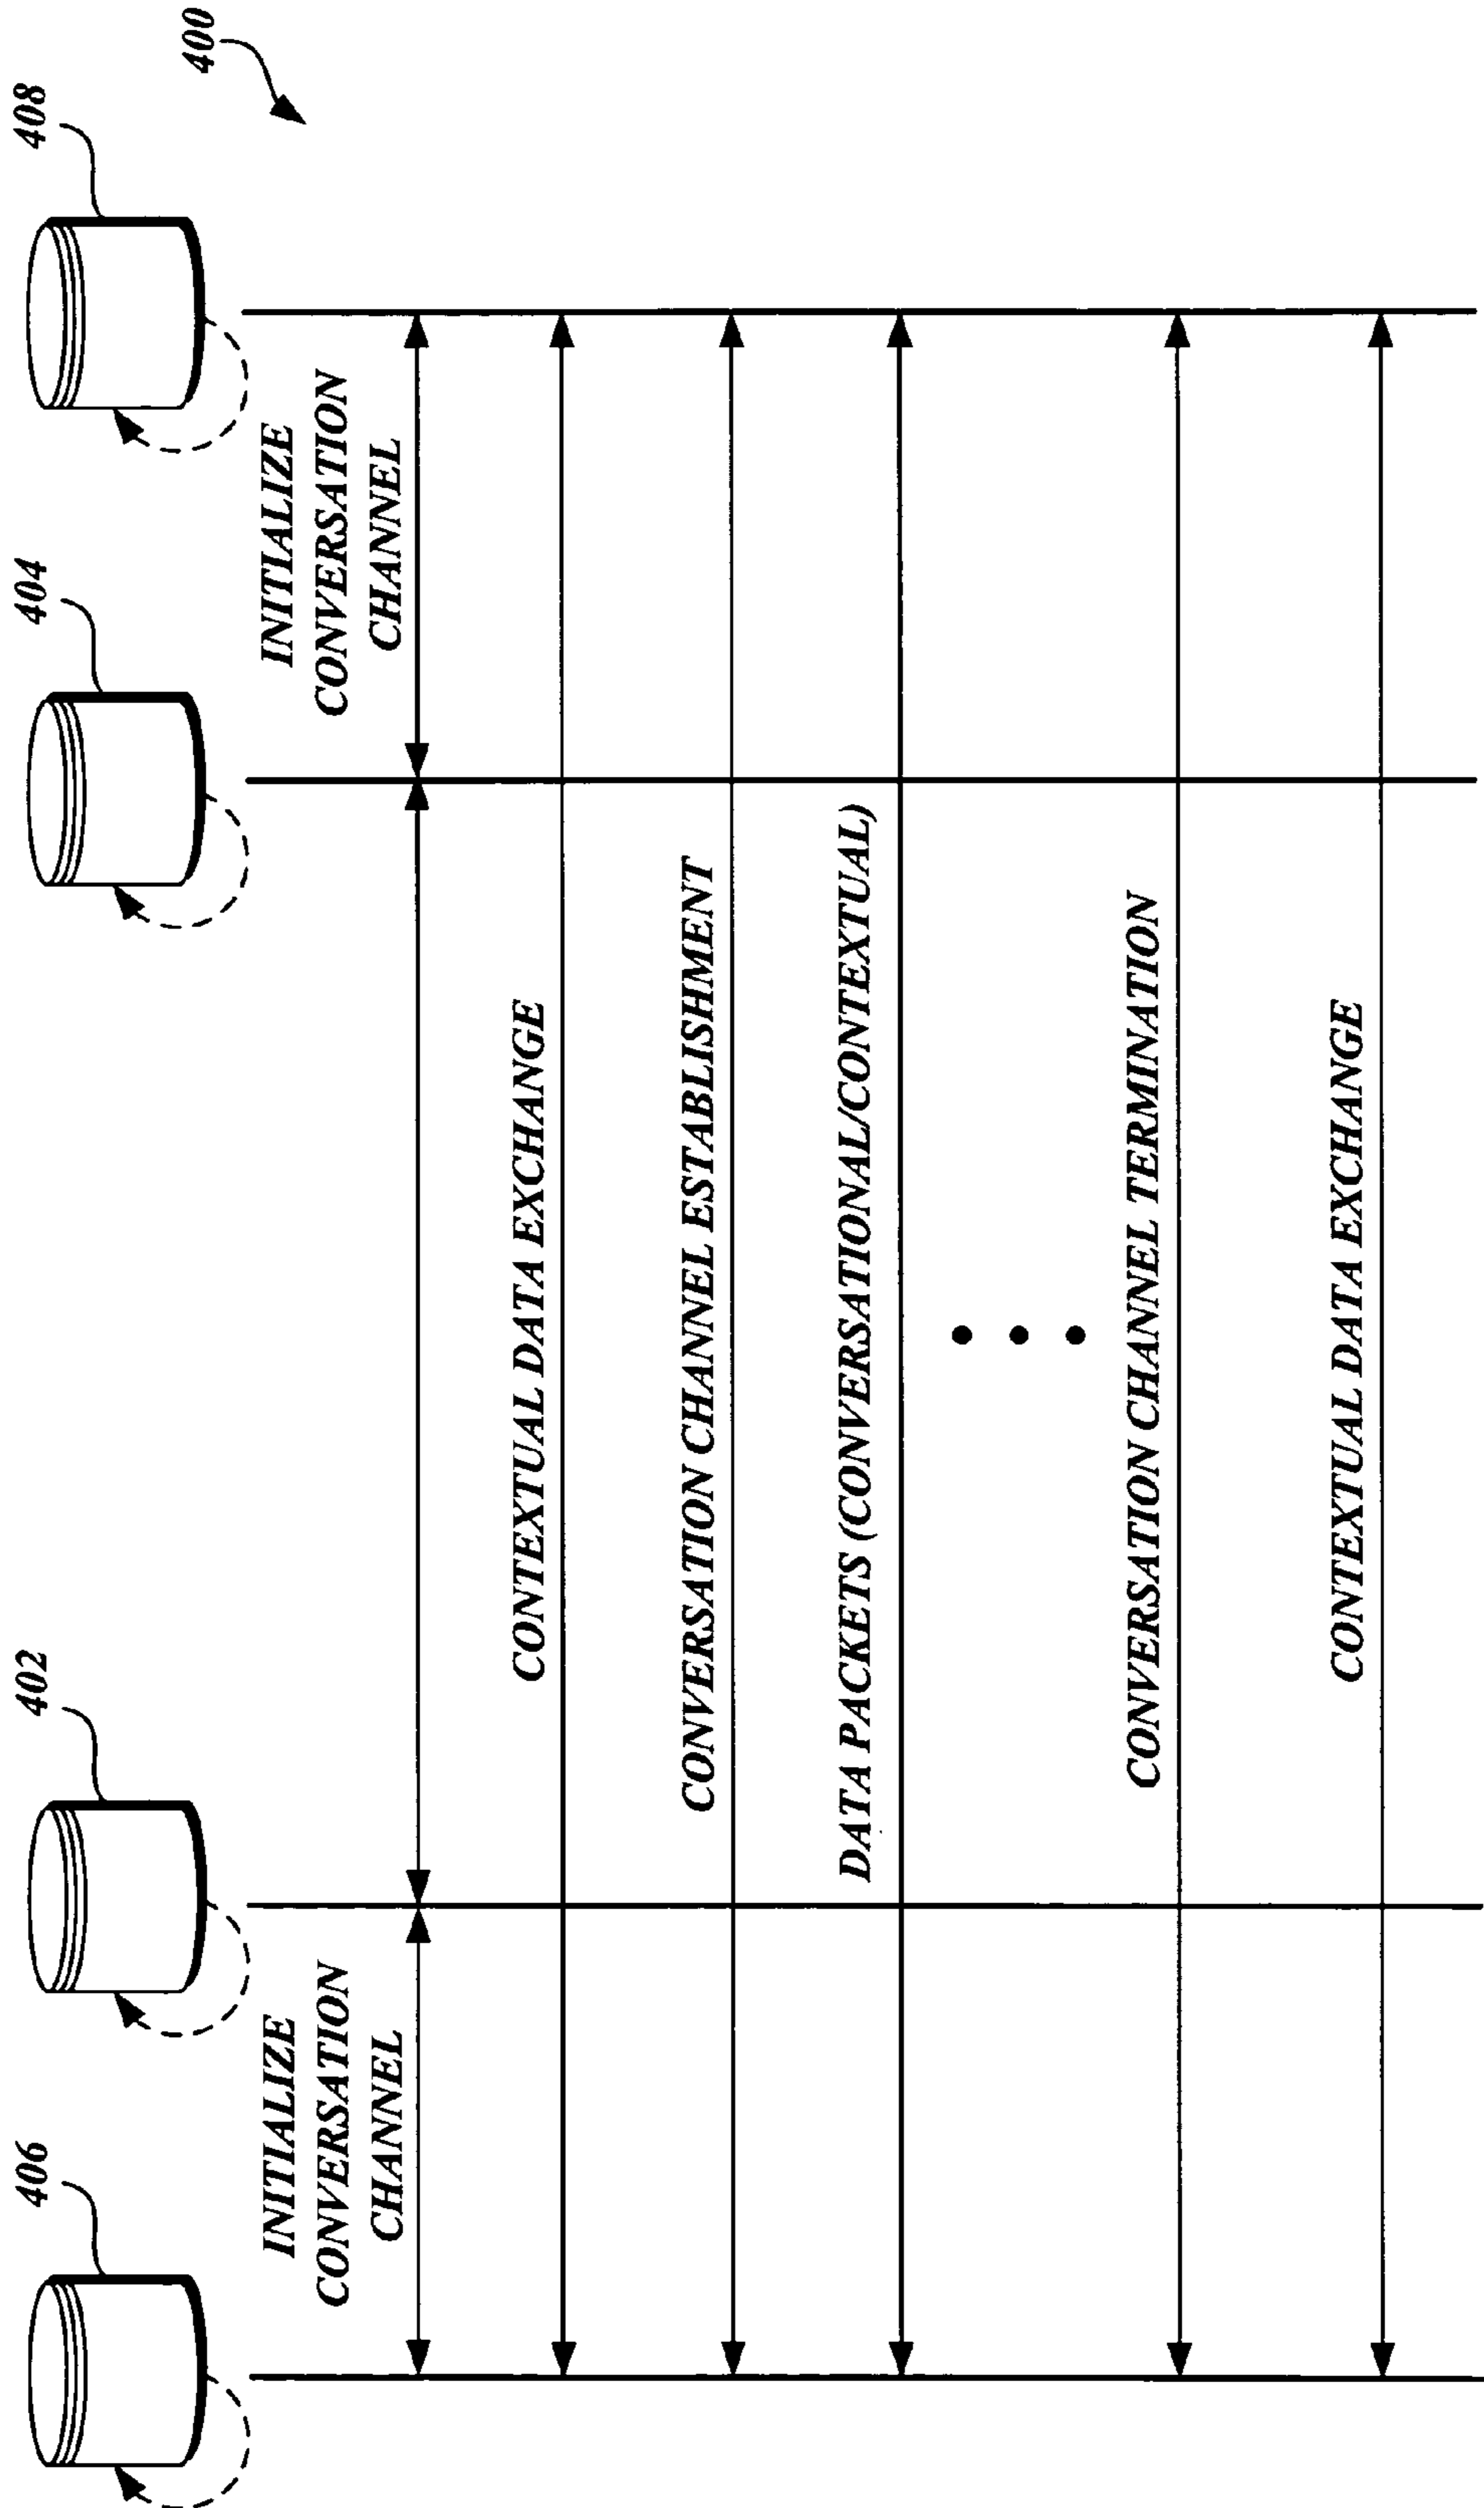 400
406
402
404
408
INITIALIZE
CONVERSATION
CHANNEL
INITIALIZE
CONVERSATION
CHANNEL
CONTEXTUAL DATA EXCHANGE
CONVERSATION CHANNEL ESTABLISHMENT
DATA PACKETS (CONVERSATIONAL/CONTEXTUAL)
CONVERSATION CHANNEL TERMINATION
CONTEXTUAL DATA EXCHANGE